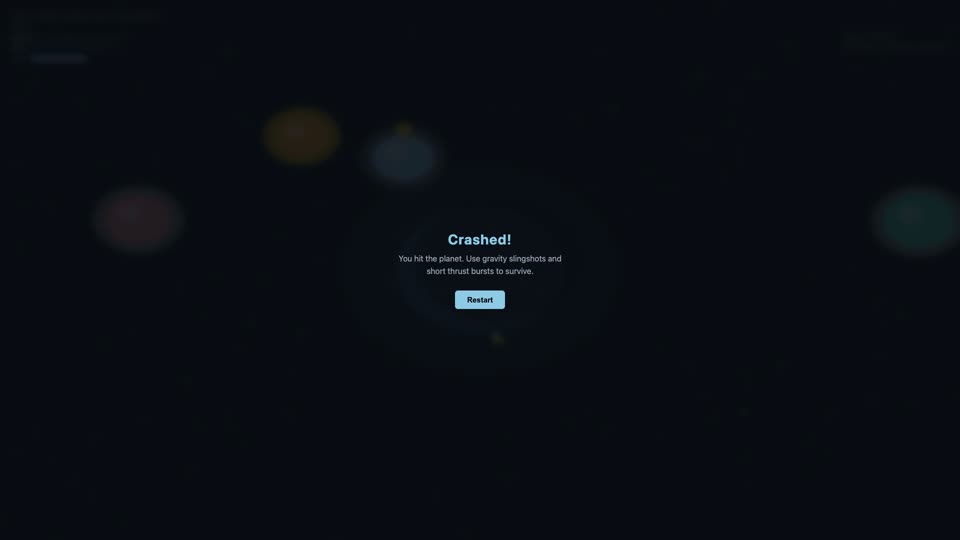 Crashed!
You hit the planet. Use gravity slingshots and
short thrust bursts to survive.
Restart